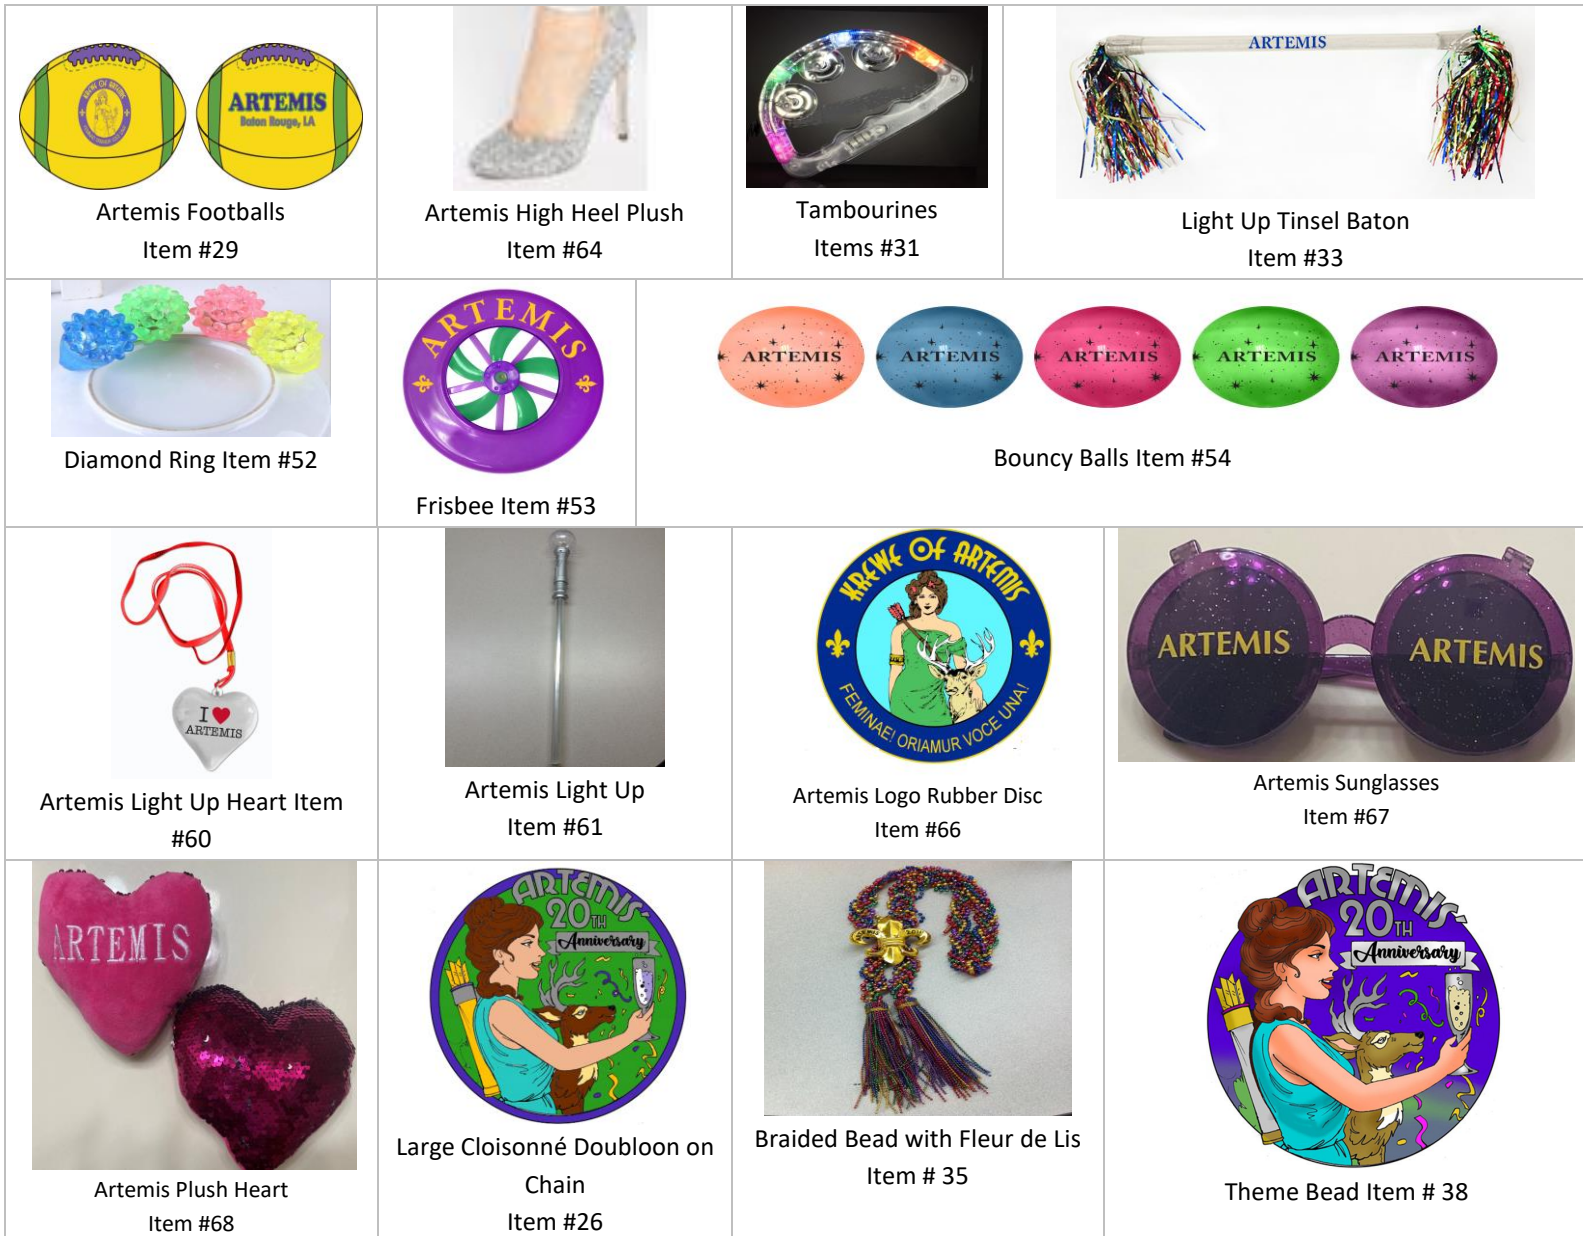 KREWE OF ARTEMIS
ARTEMIS
Baton Rouge, LA
Artemis Footballs
Item #29
Artemis High Heel Plush
Item #64
Tambourines
Items #31
ARTEMIS
Light Up Tinsel Baton
Item #33
Diamond Ring Item #52
ARTEMIS
Frisbee Item #53
ARTEMIS
ARTEMIS
ARTEMIS
ARTEMIS
ARTEMIS
Bouncy Balls Item #54
I
ARTEMIS
Artemis Light Up Heart Item
#60
Artemis Light Up
Item #61
KREWE OF ARTEMIS
FEMINAE! ORIAMUR VOCE UNA!
Artemis Logo Rubber Disc
Item #66
ARTEMIS
ARTEMIS
Artemis Sunglasses
Item #67
ARTEMIS
Artemis Plush Heart
Item #68
ARTEMIS'
20TH
Anniversary
Large Cloisonné Doubloon on
Chain
Item #26
Braided Bead with Fleur de Lis
Item # 35
ARTEMIS'
20TH
Anniversary
Theme Bead Item # 38